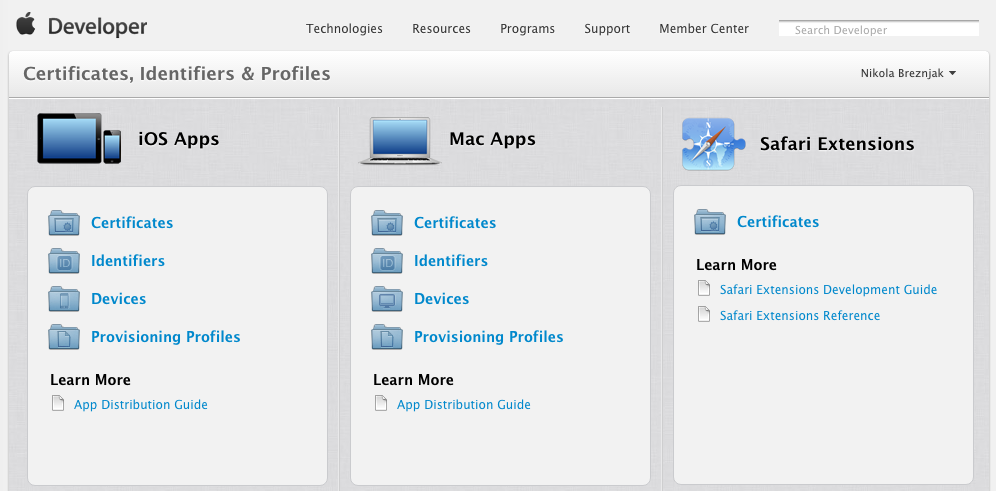 Developer
Technologies Resources Programs Support Member Center Search Developer
Certificates, Identifiers & Profiles
Nikola Breznjak
iOS Apps
Certificates
ID Identifiers
Devices
Provisioning Profiles
Learn More
App Distribution Guide
Mac Apps
Certificates
ID Identifiers
Devices
Provisioning Profiles
Learn More
App Distribution Guide
Safari Extensions
Certificates
Learn More
Safari Extensions Development Guide
Safari Extensions Reference